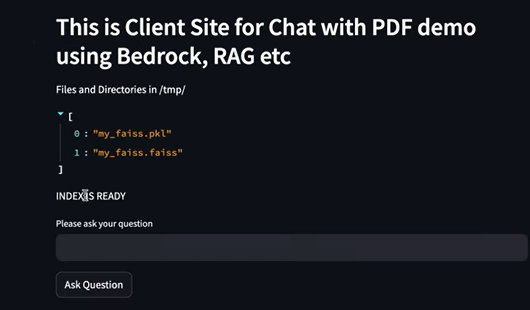 This is Client Site for Chat with PDF demo
using Bedrock, RAG etc
Files and Directories in /tmp/
[
0 : "my_faiss.pkl"
1 : "my_faiss.faiss"
]
INDEX IS READY
Please ask your question
Ask Question